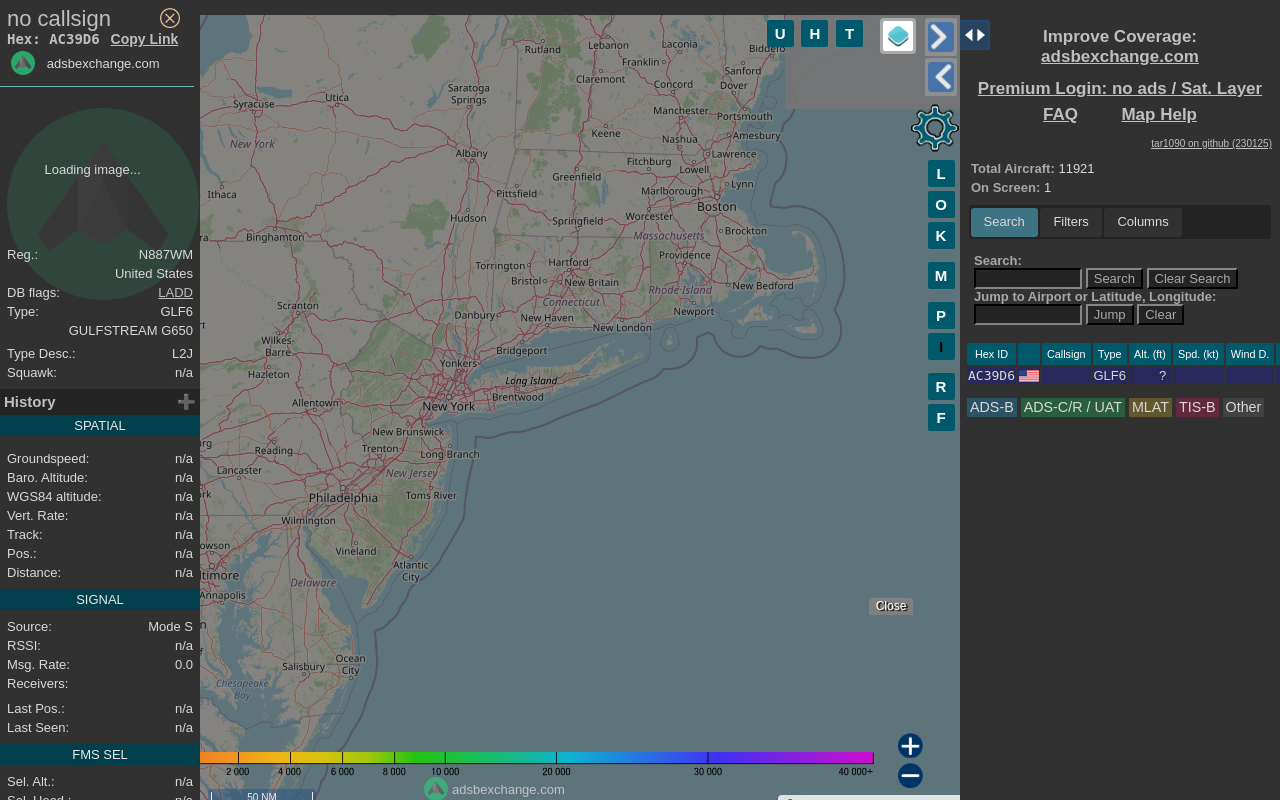 no callsign
Hex: AC39D6 Copy Link
adsbexchange.com
Loading image...
Reg.: N887WM
United States
DB flags: LADD
Type: GLF6
GULFSTREAM G650
Type Desc.: L2J
Squawk: n/a
History
SPATIAL
Groundspeed: n/a
Baro. Altitude: n/a
WGS84 altitude: n/a
Vert. Rate: n/a
Track: n/a
Pos.: n/a
Distance: n/a
SIGNAL
Source: Mode S
RSSI: n/a
Msg. Rate: 0.0
Receivers:
Last Pos.: n/a
Last Seen: n/a
FMS SEL
Sel. Alt.: n/a
U H T
L
O
K
M
P
I
R
F
Rutland
Lebanon
Laconia
Franklin
Sanford
Claremont
Concord
Dover
Syracuse
Utica
Saratoga
Springs
Manchester
Portsmouth
Keene
Nashua
Amesbury
New York
Albany
Fitchburg
Lawrence
Greenfield
Lowell
Ithaca
Pittsfield
Marlborough
Lynn
Hudson
Springfield
Worcester
Boston
Binghamton
Massachusetts
Brockton
Torrington
Hartford
Providence
Bristol
New Britain
Rhode Island
New Bedford
Scranton
Connecticut
Danbury
New Haven
Newport
New London
Wilkes-
Barre
Bridgeport
Hazleton
Yonkers
Long Island
Allentown
New York
Brentwood
New Brunswick
Reading
Trenton
Long Branch
Lancaster
New Jersey
Philadelphia
Toms River
Wilmington
Vineland
Atlantic
City
Delaware
Annapolis
Salisbury
Ocean
City
Chesapeake
Bay
Close
2 000 4 000 6 000 8 000 10 000 20 000 30 000 40 000+
adsbexchange.com
50 NM
Improve Coverage:
adsbexchange.com
Premium Login: no ads / Sat. Layer
FAQ Map Help
tar1090 on github (230125)
Total Aircraft: 11921
On Screen: 1
Search Filters Columns
Search:
Search Clear Search
Jump to Airport or Latitude, Longitude:
Jump Clear
Hex ID Callsign Type Alt. (ft) Spd. (kt) Wind D.
AC39D6 GLF6 ?
ADS-B ADS-C/R / UAT MLAT TIS-B Other